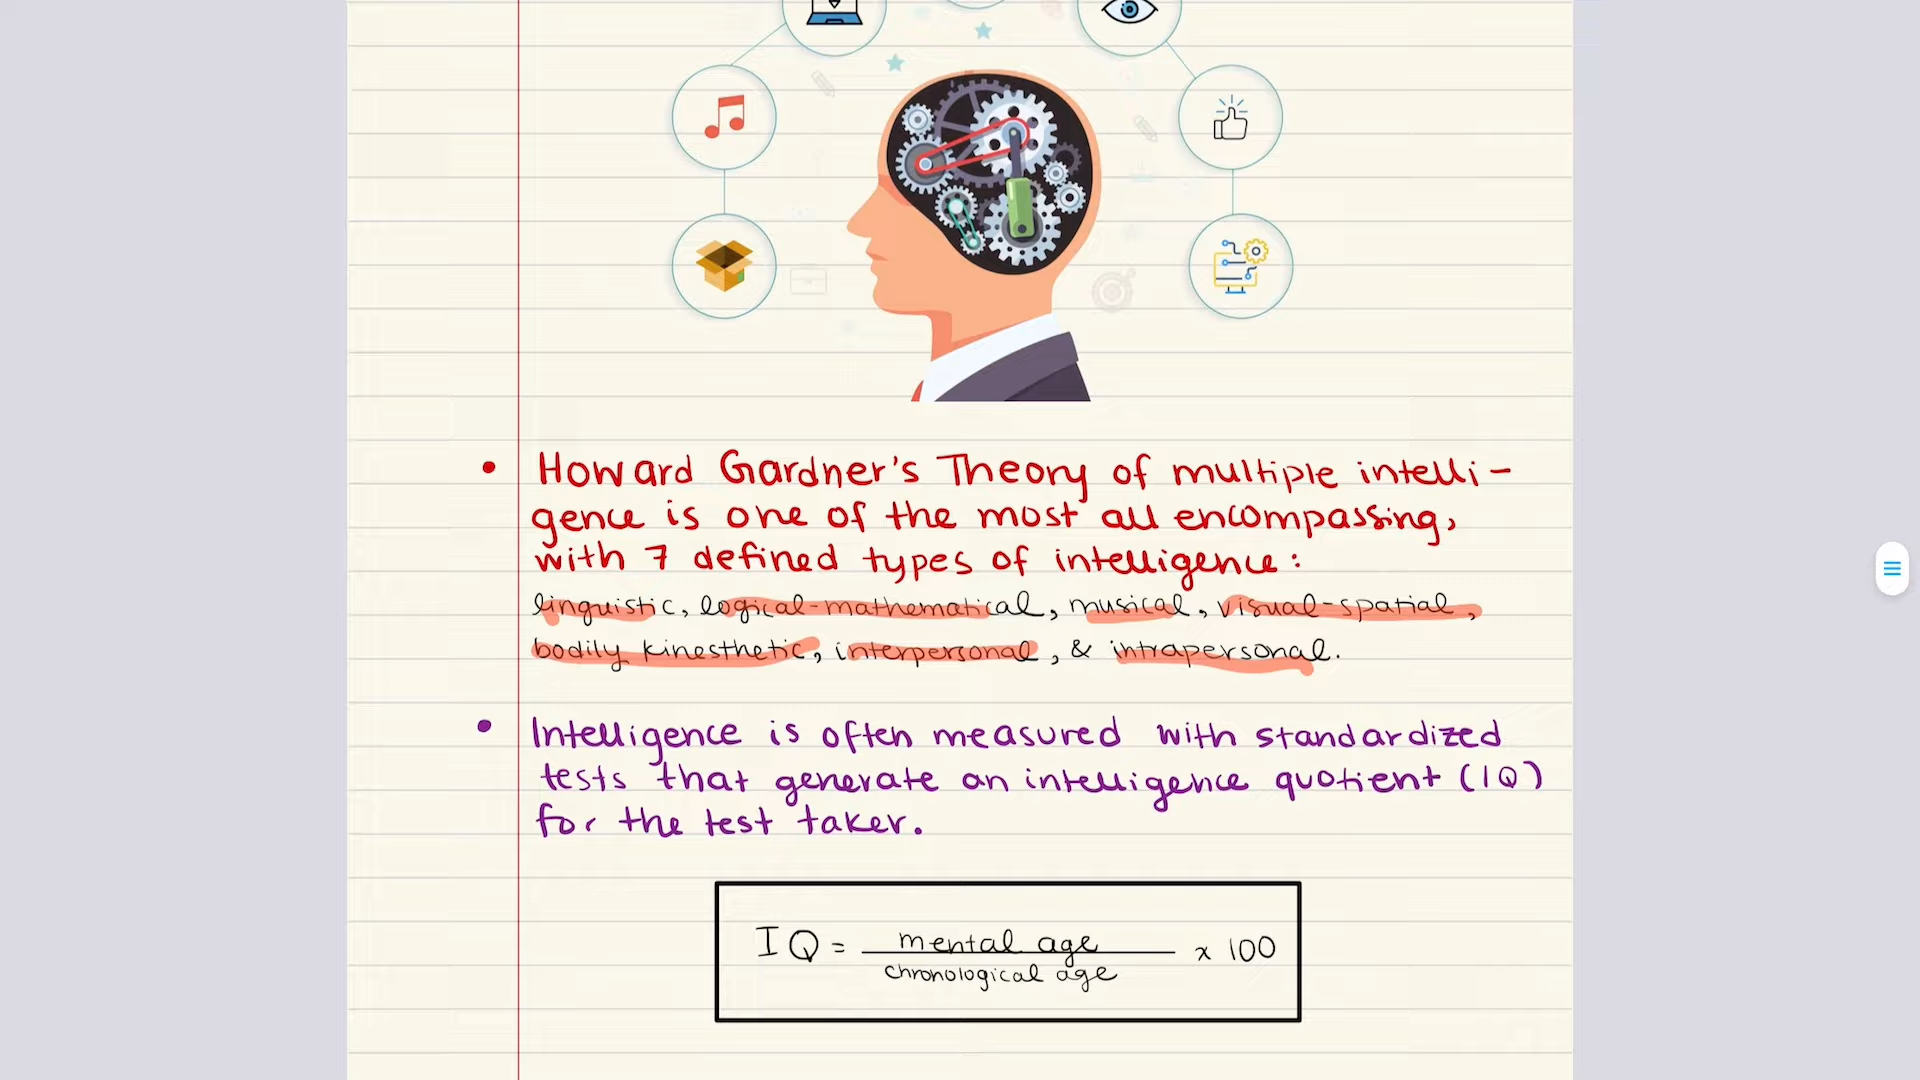 • Howard Gardner's Theory of multiple intelli-
gence is one of the most all encompassing,
with 7 defined types of intelligence:
linguistic, logical-mathematical, musical, visual-spatial,
bodily kinesthetic, interpersonal, & intrapersonal.
• Intelligence is often measured with standardized
tests that generate an intelligence quotient (IQ)
for the test taker.
IQ = mental age / chronological age x 100